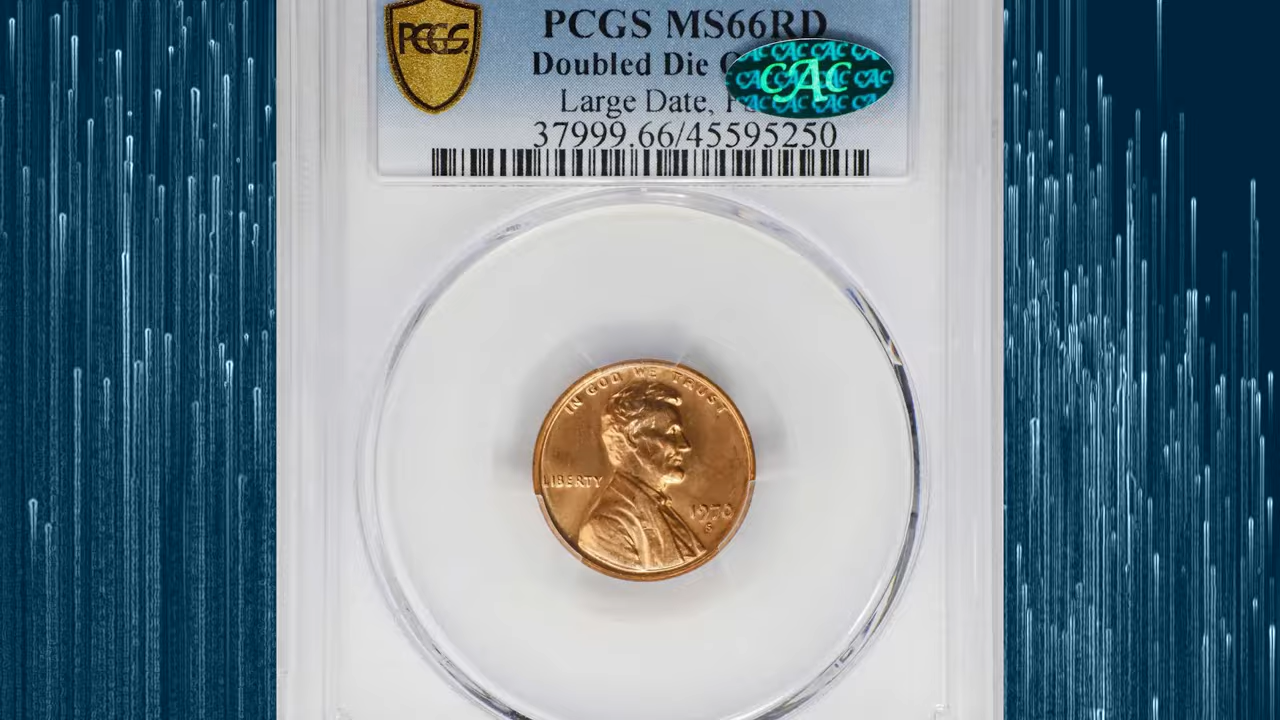 PCGS MS66RD
PCGS
Doubled Die
CAC
Large Date,
37999.66/45595250
IN GOD WE TRUST
LIBERTY
1970
S